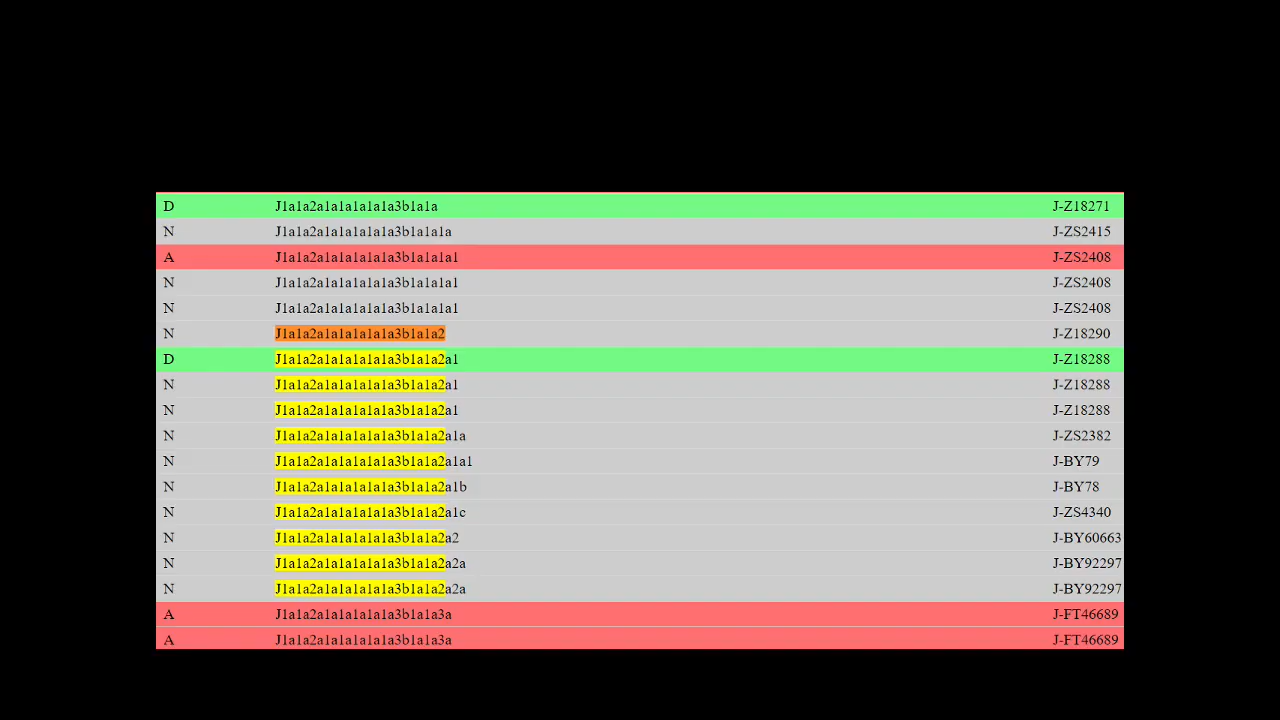 D J1a1a2a1a1a1a1a1a3b1a1a J-Z18271
N J1a1a2a1a1a1a1a1a3b1a1a1a J-ZS2415
A J1a1a2a1a1a1a1a1a3b1a1a1a1 J-ZS2408
N J1a1a2a1a1a1a1a1a3b1a1a1a1 J-ZS2408
N J1a1a2a1a1a1a1a1a3b1a1a1a1 J-ZS2408
N J1a1a2a1a1a1a1a1a3b1a1a2 J-Z18290
D J1a1a2a1a1a1a1a1a3b1a1a2a1 J-Z18288
N J1a1a2a1a1a1a1a1a3b1a1a2a1 J-Z18288
N J1a1a2a1a1a1a1a1a3b1a1a2a1 J-Z18288
N J1a1a2a1a1a1a1a1a3b1a1a2a1a J-ZS2382
N J1a1a2a1a1a1a1a1a3b1a1a2a1a1 J-BY79
N J1a1a2a1a1a1a1a1a3b1a1a2a1b J-BY78
N J1a1a2a1a1a1a1a1a3b1a1a2a1c J-ZS4340
N J1a1a2a1a1a1a1a1a3b1a1a2a2 J-BY60663
N J1a1a2a1a1a1a1a1a3b1a1a2a2a J-BY92297
N J1a1a2a1a1a1a1a1a3b1a1a2a2a J-BY92297
A J1a1a2a1a1a1a1a1a3b1a1a3a J-FT46689
A J1a1a2a1a1a1a1a1a3b1a1a3a J-FT46689